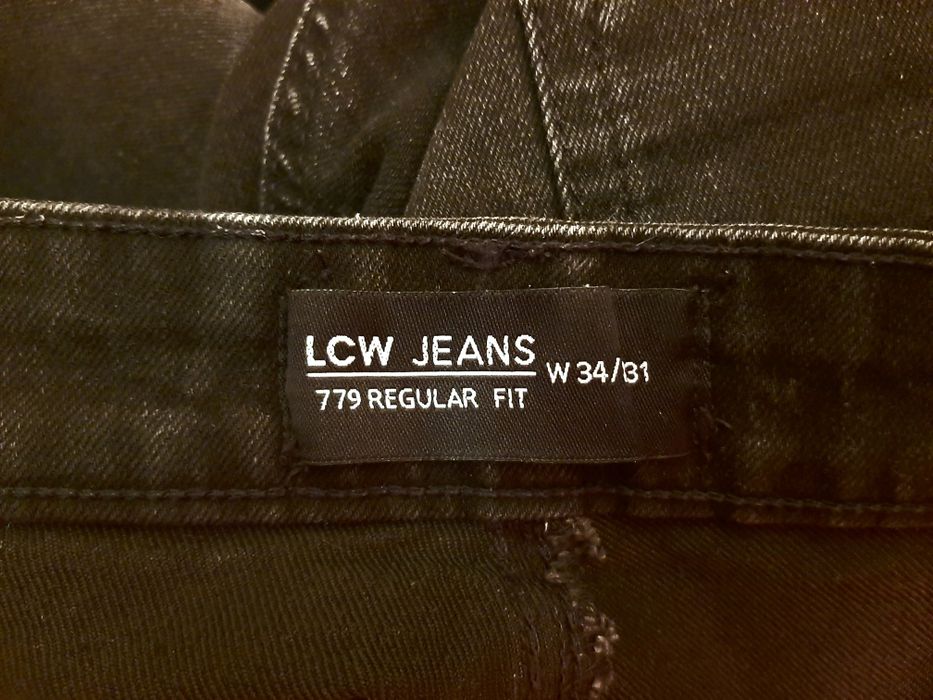 LCW JEANS
W 34/31
779 REGULAR FIT